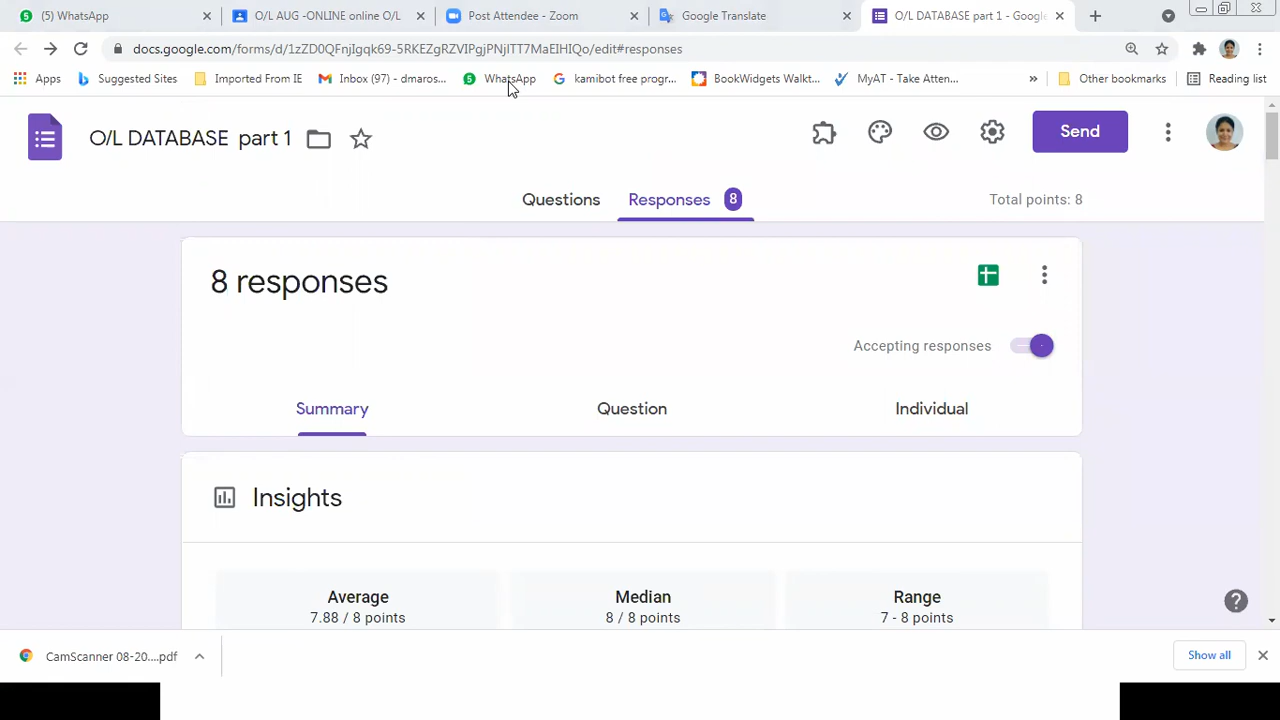 (5) WhatsApp
O/L AUG -ONLINE online O/L
Post Attendee - Zoom
Google Translate
O/L DATABASE part 1 - Google
docs.google.com/forms/d/1zZD0QFnjIgqk69-5RKEZgRZVIPgjPNjITT7MaEIHIQo/edit#responses
Apps
Suggested Sites
Imported From IE
Inbox (97) - dmaros...
WhatsApp
kamibot free progr...
BookWidgets Walkt...
MyAT - Take Atten...
»
Other bookmarks
Reading list
O/L DATABASE part 1
Send
Questions
Responses 8
Total points: 8
8 responses
Accepting responses
Summary
Question
Individual
Insights
Average
7.88 / 8 points
Median
8 / 8 points
Range
7 - 8 points
CamScanner 08-20....pdf
Show all